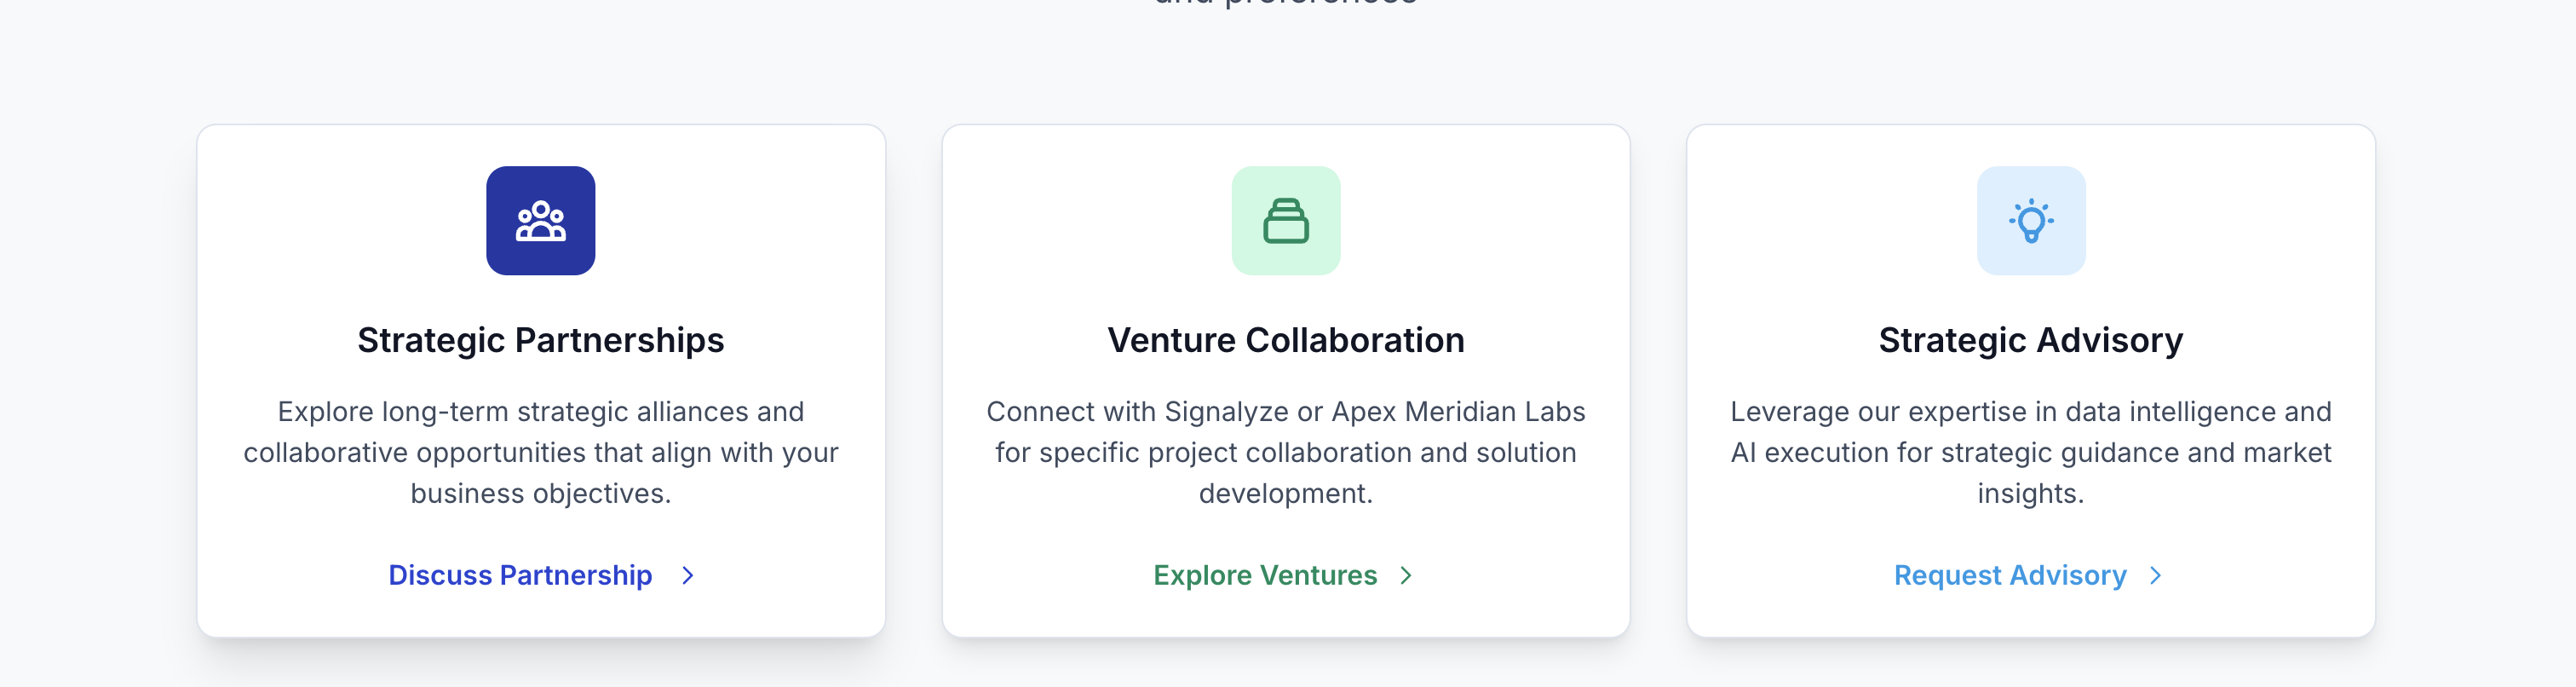 and preferences
Strategic Partnerships
Explore long-term strategic alliances and
collaborative opportunities that align with your
business objectives.
Discuss Partnership
Venture Collaboration
Connect with Signalyze or Apex Meridian Labs
for specific project collaboration and solution
development.
Explore Ventures
Strategic Advisory
Leverage our expertise in data intelligence and
AI execution for strategic guidance and market
insights.
Request Advisory